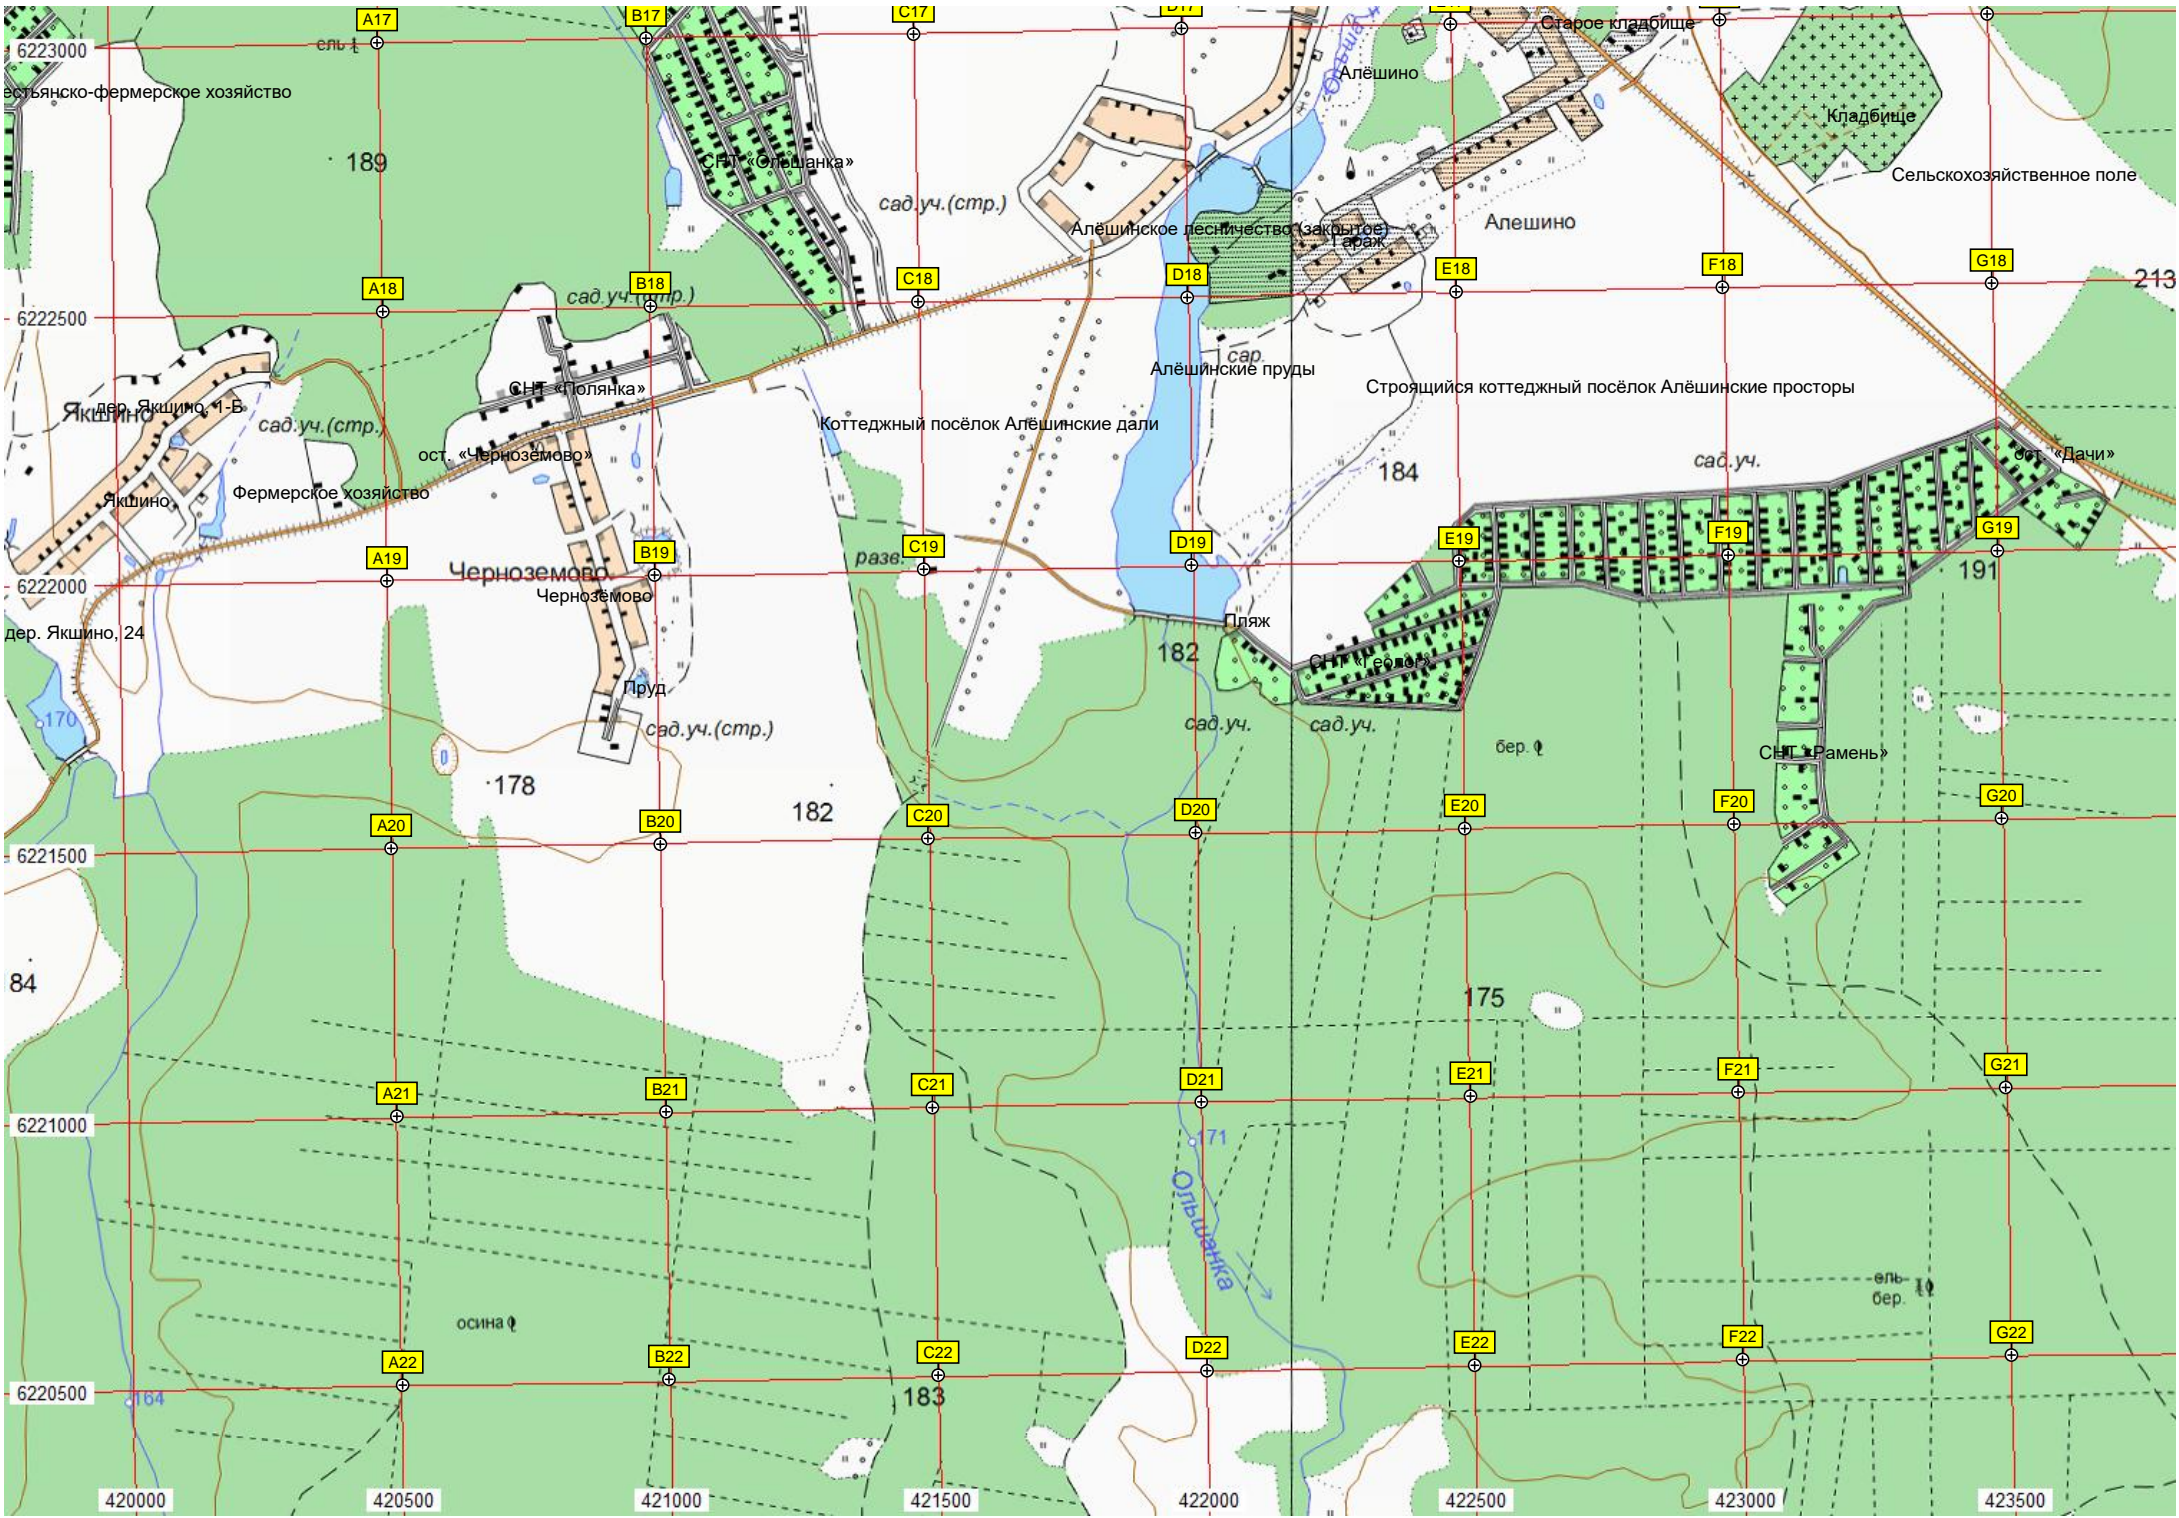 A17
B17
C17
D17
Старое кладбище
6223000
ель
Алёшино
естьянско-фермерское хозяйство
Кладбище
189
СНТ «Ольшанка»
Сельскохозяйственное поле
сад.уч.(стр.)
Алешино
Алёшинское лесничество (закрытое)
Гараж
A18
B18
C18
D18
E18
F18
G18
213
сад.уч.(стр.)
6222500
сар.
Алёшинские пруды
СНТ «Полянка»
Строящийся коттеджный посёлок Алёшинские просторы
Якшино
дер. Якшино, 1-Б
сад.уч.(стр.)
Коттеджный посёлок Алёшинские дали
ост. «Чернозёмово»
184
сад.уч.
ост. «Дачи»
Якшино
Фермерское хозяйство
A19
B19
C19
D19
E19
F19
G19
разв.
Черноземово
191
6222000
Чернозёмово
Пляж
дер. Якшино, 24
182
СНТ «Геолог»
Пруд
170
сад.уч.(стр.)
сад.уч.
сад.уч.
бер.
СНТ «Рамень»
178
182
A20
B20
C20
D20
E20
F20
G20
6221500
84
175
A21
B21
C21
D21
E21
F21
G21
6221000
171
Ольшанка
ель
бер.
осина
A22
B22
C22
D22
E22
F22
G22
6220500
164
183
420000
420500
421000
421500
422000
422500
423000
423500